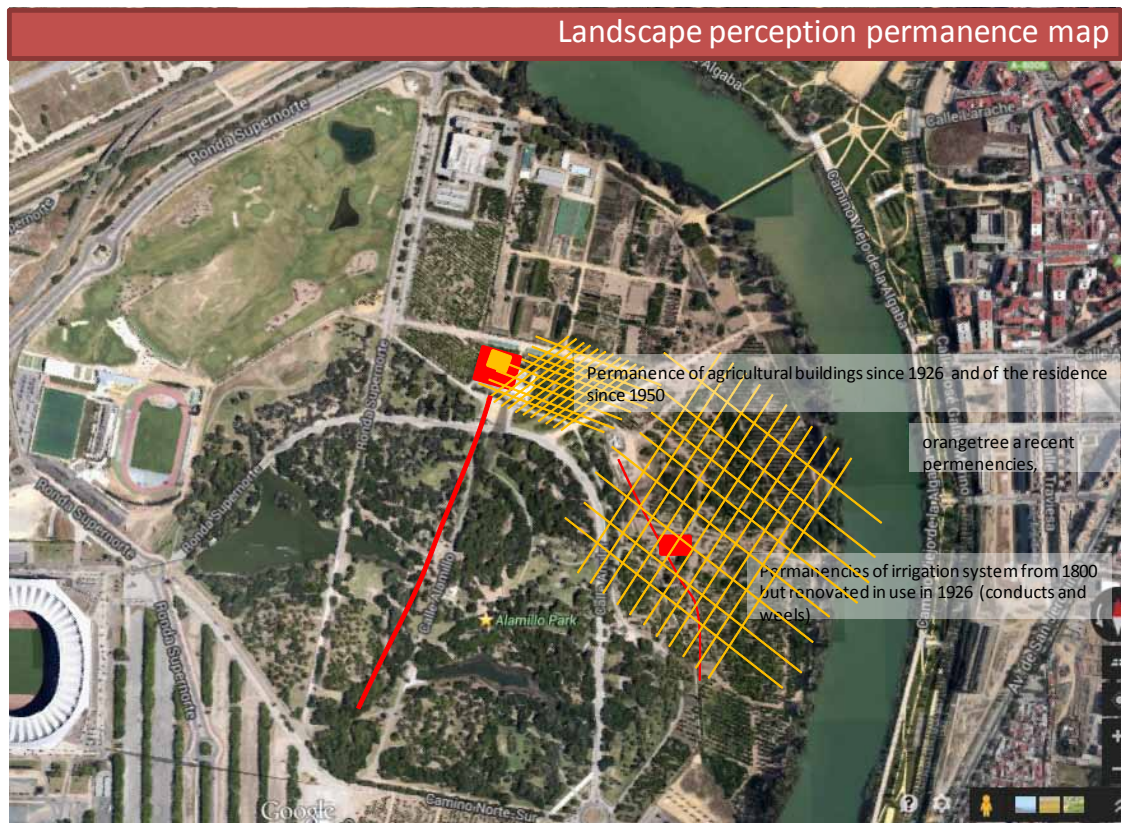 Landscape perception permanence map
Ronda Supernorte
Calle Larache
Camino Viejo de la Algaba
Ronda Supernorte
Permanence of agricultural buildings since 1926 and of the residence
since 1950
orangetree a recent
permenencies,
Ronda Supernorte
Ronda Supernorte
Calle Alamillo
Permanencies of irrigation system from 1800
but renovated in use in 1926 (conducts and
weels)
Alamillo Park
Ronda Supernorte
Camino Norte-Sur
Google